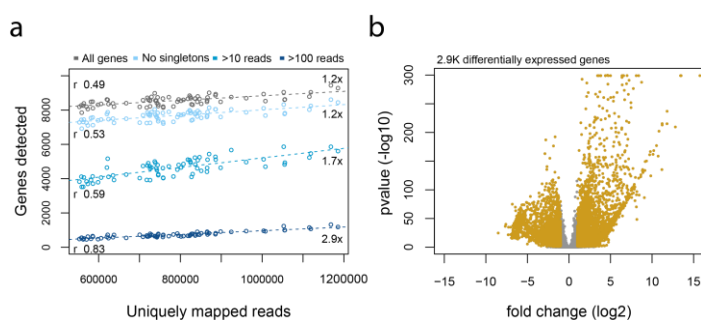 a
All genes No singletons >10 reads >100 reads
r 0.49
1.2x
r 0.53
1.2x
r 0.59
1.7x
r 0.83
2.9x
Genes detected
0 2000 4000 6000 8000
600000 800000 1000000 1200000
Uniquely mapped reads
b
2.9K differentially expressed genes
pvalue (-log10)
300
200
150
100
50
0
−15 −10 −5 0 5 10 15
fold change (log2)